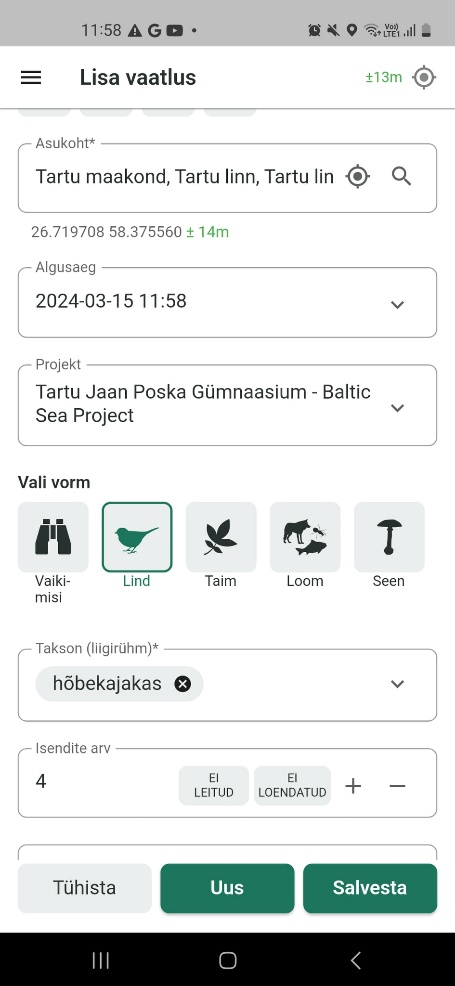 11:58
Lisa vaatlus
±13m
Asukoht*
Tartu maakond, Tartu linn, Tartu lin
26.719708 58.375560 ± 14m
Algusaeg
2024-03-15 11:58
Projekt
Tartu Jaan Poska Gümnaasium - Baltic
Sea Project
Vali vorm
Vaiki-
misi
Lind
Taim
Loom
Seen
Takson (liigirühm)*
hõbekajakas
Isendite arv
4
EI
LEITUD
EI
LOENDATUD
Tühista
Uus
Salvesta